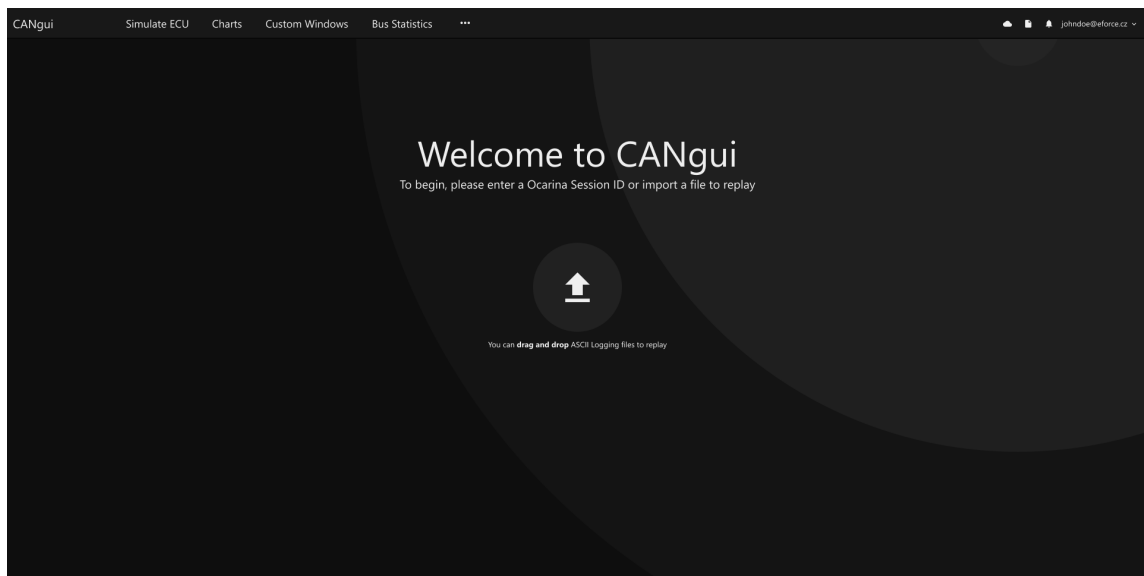 CANgui Simulate ECU Charts Custom Windows Bus Statistics ••• johndoe@eforce.cz
Welcome to CANgui
To begin, please enter a Ocarina Session ID or import a file to replay
You can drag and drop ASCII Logging files to replay